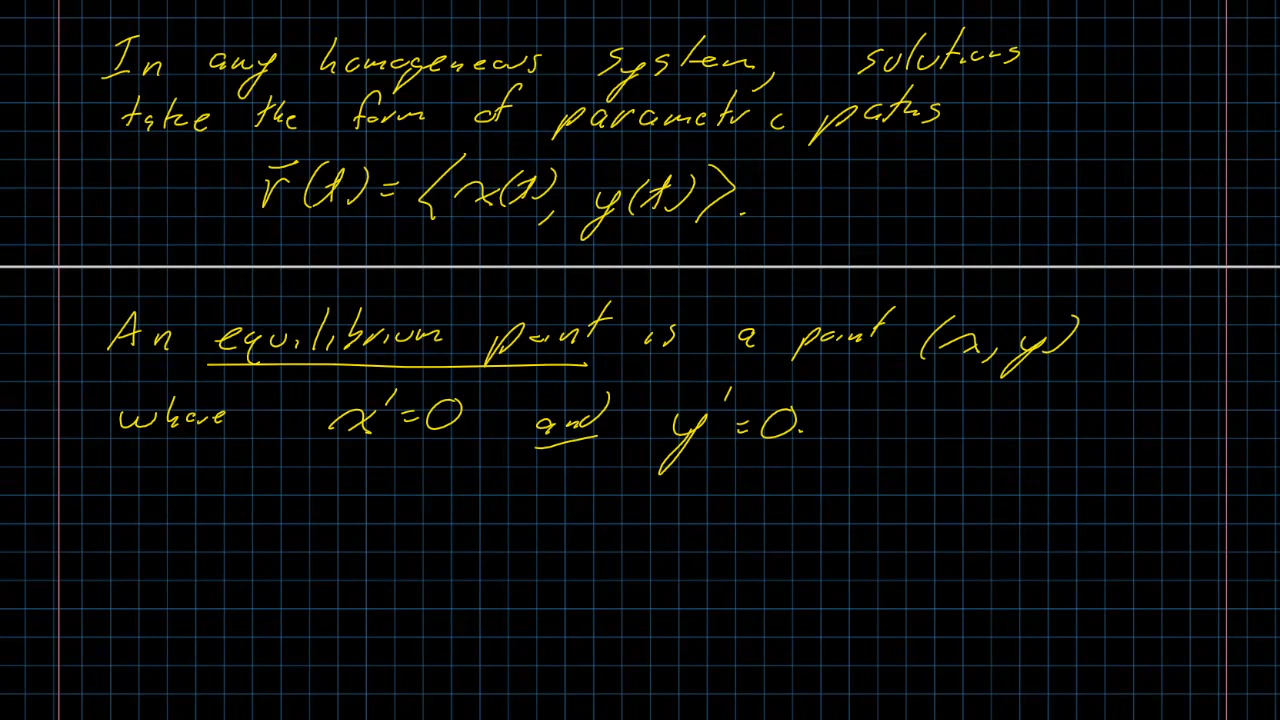 In any homogeneous system, solutions
take the form of parametric paths
r̄(t) = ⟨x(t), y(t)⟩.
An equilibrium point is a point (x, y)
where x' = 0 and y' = 0.